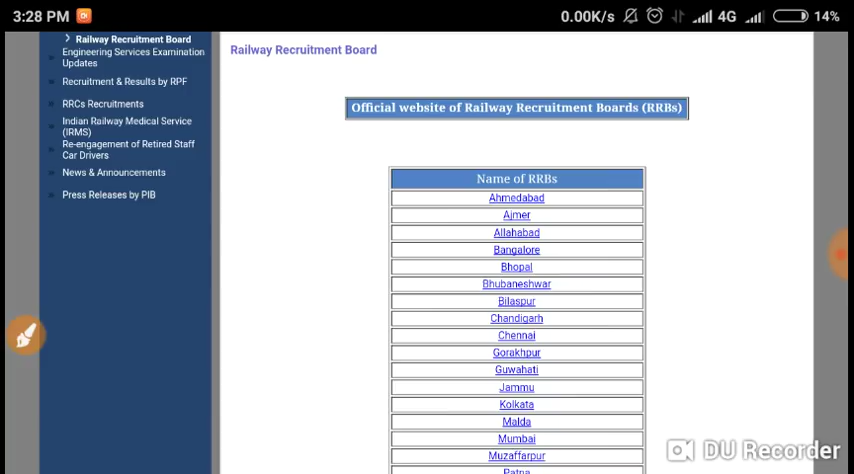 3:28 PM
0.00K/s 4G 14%
Railway Recruitment Board
Engineering Services Examination
Updates
Recruitment & Results by RPF
RRCs Recruitments
Indian Railway Medical Service
(IRMS)
Re-engagement of Retired Staff
Car Drivers
News & Announcements
Press Releases by PIB
Railway Recruitment Board
Official website of Railway Recruitment Boards (RRBs)
Name of RRBs
Ahmedabad
Ajmer
Allahabad
Bangalore
Bhopal
Bhubaneshwar
Bilaspur
Chandigarh
Chennai
Gorakhpur
Guwahati
Jammu
Kolkata
Malda
Mumbai
Muzaffarpur
Patna
DU Recorder